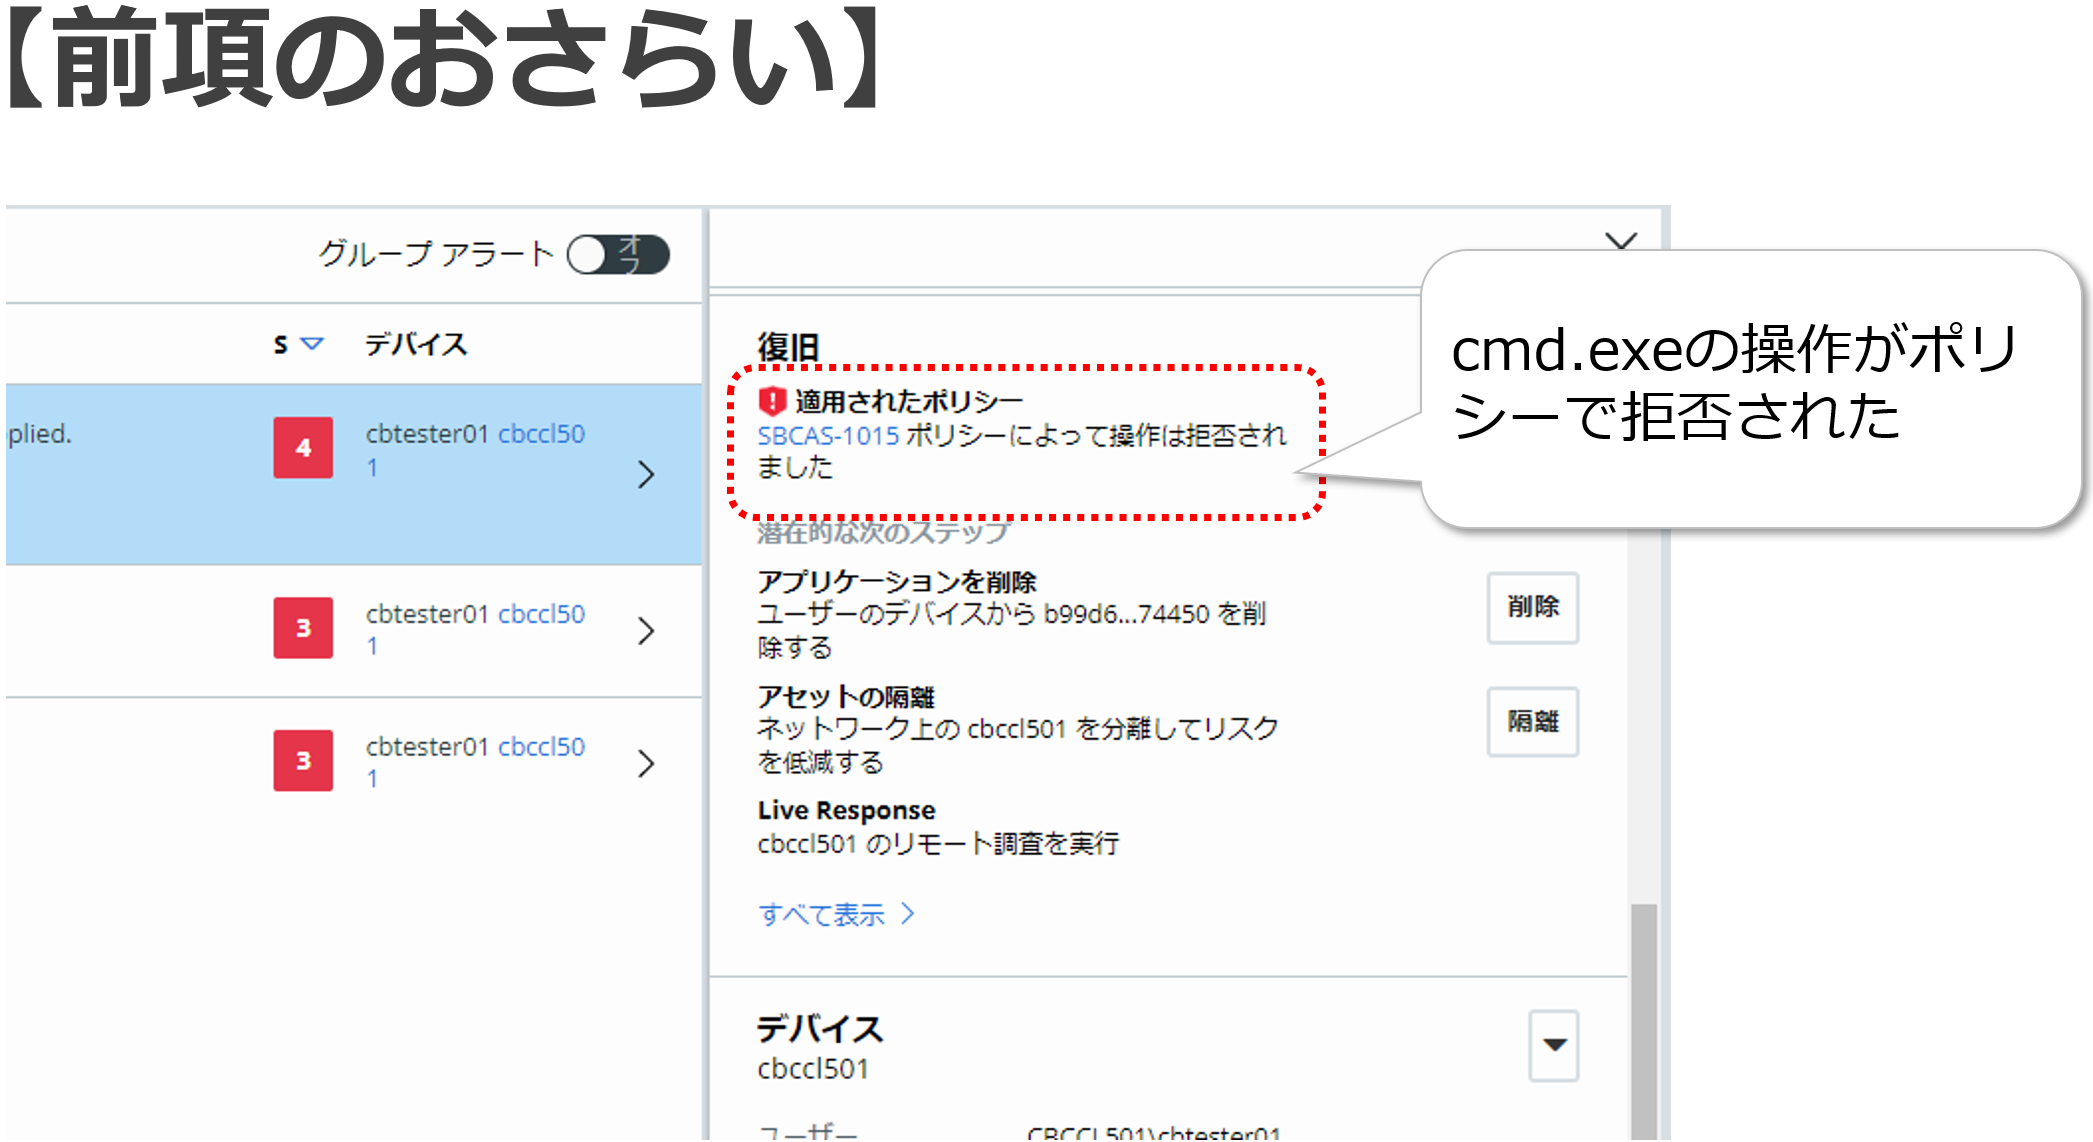 【前項のおさらい】
グループ アラート
オフ
S
デバイス
plied.
4
cbtester01 cbccl50
1
3
cbtester01 cbccl50
1
3
cbtester01 cbccl50
1
復旧
適用されたポリシー
SBCAS-1015 ポリシーによって操作は拒否され
ました
cmd.exeの操作がポリ
シーで拒否された
潜在的な次のステップ
アプリケーションを削除
ユーザーのデバイスから b99d6...74450 を削
除する
削除
アセットの隔離
ネットワーク上の cbccl501 を分離してリスク
を低減する
隔離
Live Response
cbccl501 のリモート調査を実行
すべて表示
デバイス
cbccl501
ユーザー
CBCCL501\cbtester01